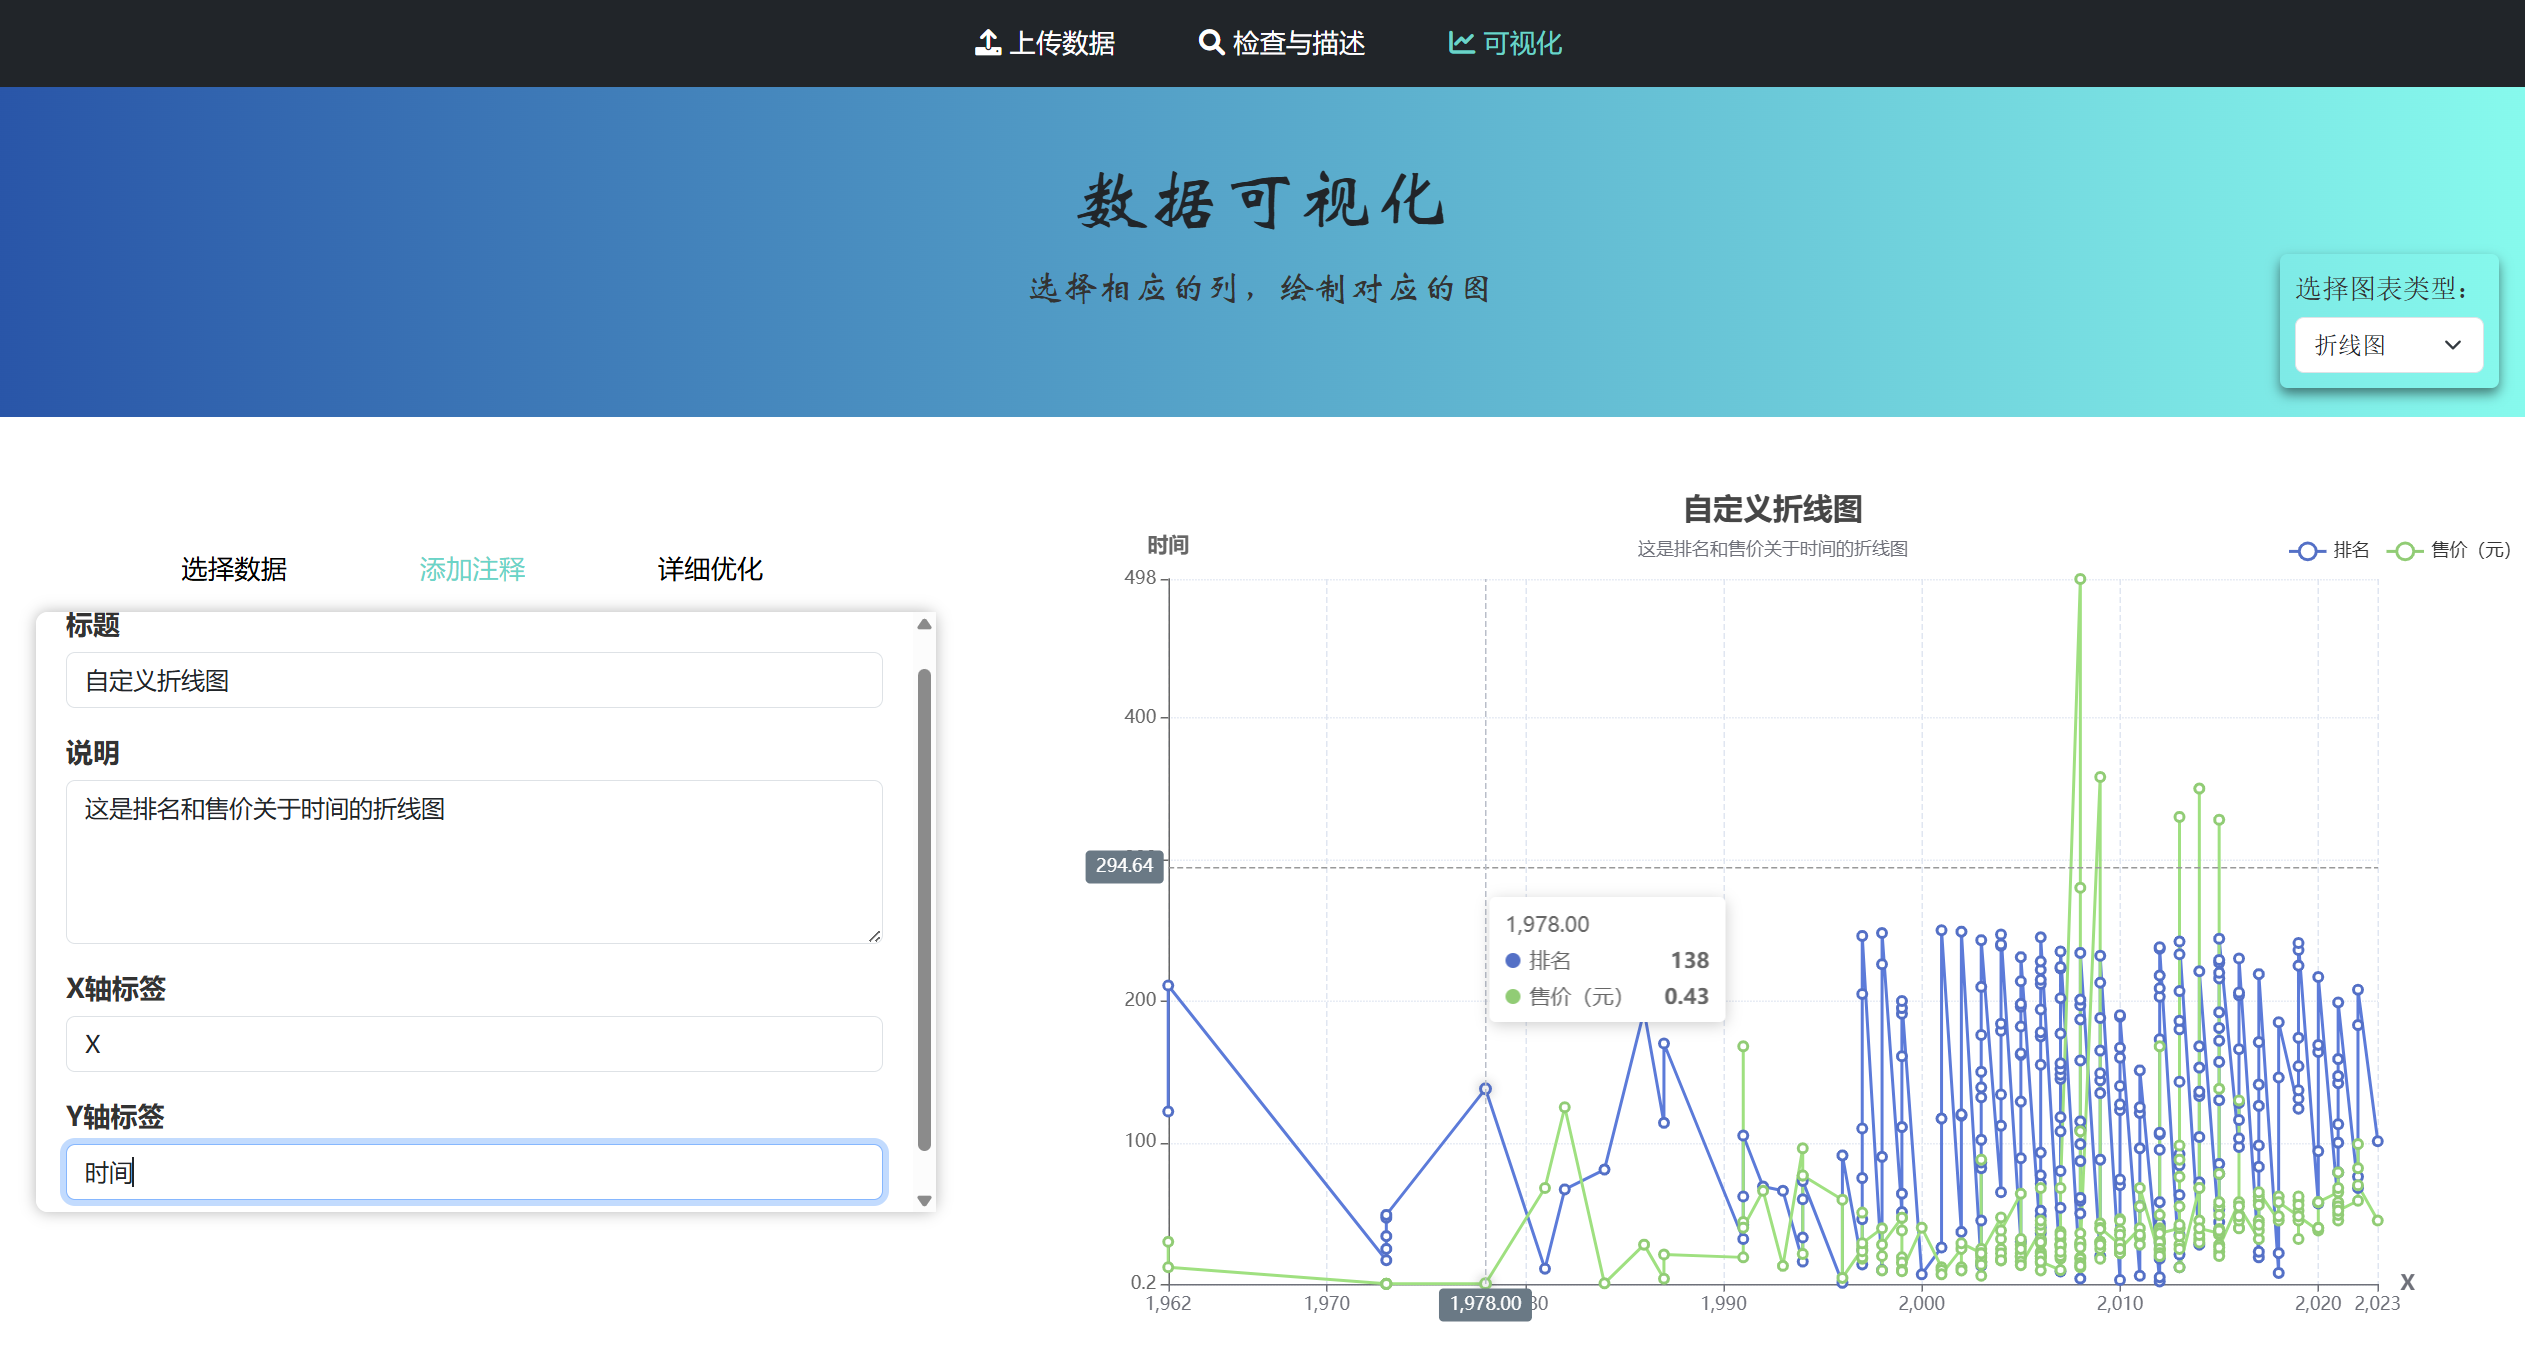 上传数据
检查与描述
可视化
数据可视化
选择相应的列，绘制对应的图
选择图表类型：
折线图
选择数据
添加注释
详细优化
标题
自定义折线图
说明
这是排名和售价关于时间的折线图
X轴标签
X
Y轴标签
时间
自定义折线图
这是排名和售价关于时间的折线图
时间
排名
售价（元）
498
400
294.64
200
100
0.2
1,978.00
排名 138
售价（元） 0.43
1,962
1,970
1,978.00
80
1,990
2,000
2,010
2,020
2,023
X